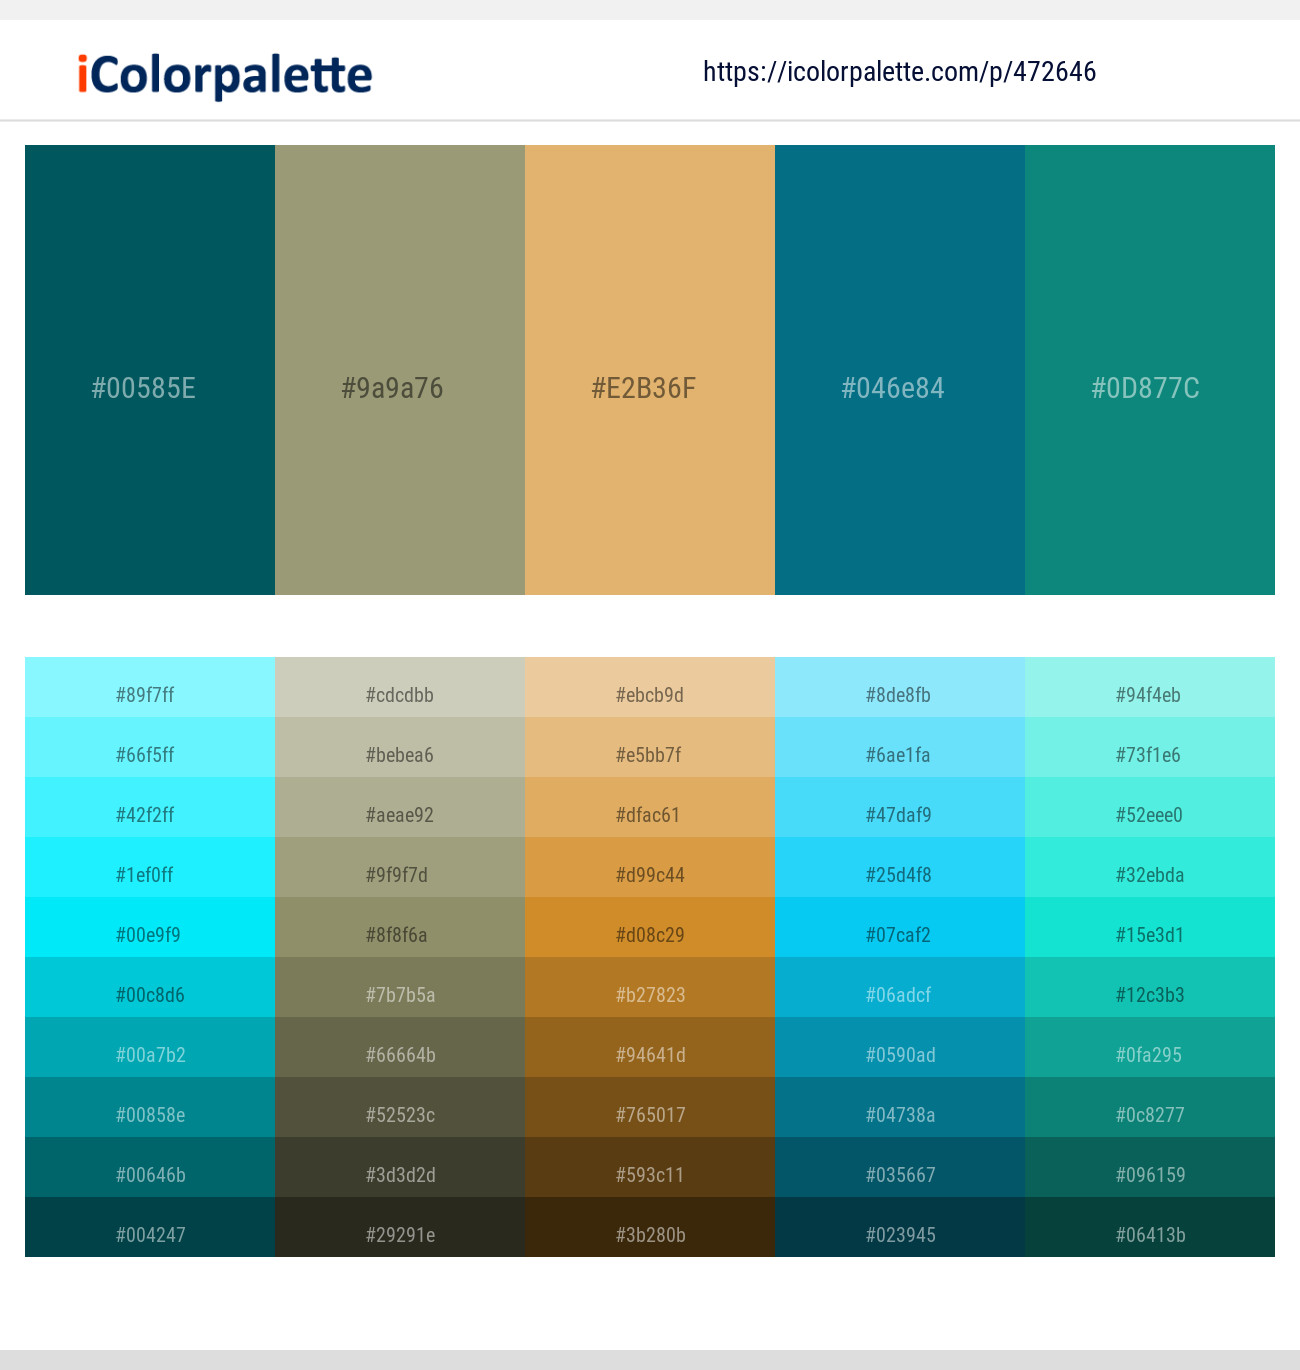 iColorpalette
https://icolorpalette.com/p/472646
#00585E #9a9a76 #E2B36F #046e84 #0D877C
#89f7ff #cdcdbb #ebcb9d #8de8fb #94f4eb
#66f5ff #bebea6 #e5bb7f #6ae1fa #73f1e6
#42f2ff #aeae92 #dfac61 #47daf9 #52eee0
#1ef0ff #9f9f7d #d99c44 #25d4f8 #32ebda
#00e9f9 #8f8f6a #d08c29 #07caf2 #15e3d1
#00c8d6 #7b7b5a #b27823 #06adcf #12c3b3
#00a7b2 #66664b #94641d #0590ad #0fa295
#00858e #52523c #765017 #04738a #0c8277
#00646b #3d3d2d #593c11 #035667 #096159
#004247 #29291e #3b280b #023945 #06413b